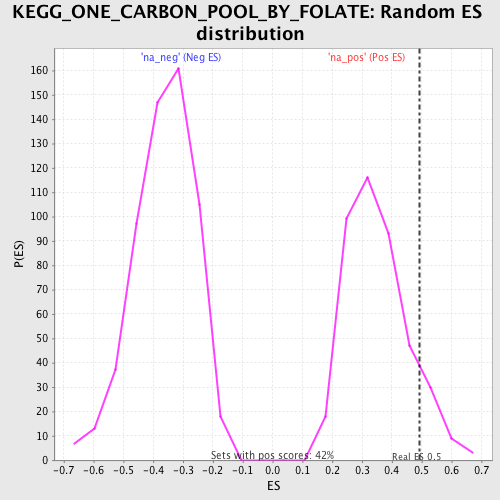 KEGG_ONE_CARBON_POOL_BY_FOLATE: Random ES
distribution
'na_neg' (Neg ES)
'na_pos' (Pos ES)
160
150
140
130
120
110
100
90
80
70
60
50
40
30
20
10
0
P(ES)
Sets with pos scores: 42%
Real ES 0.5
-0.7 -0.6 -0.5 -0.4 -0.3 -0.2 -0.1 0.0 0.1 0.2 0.3 0.4 0.5 0.6 0.7
ES